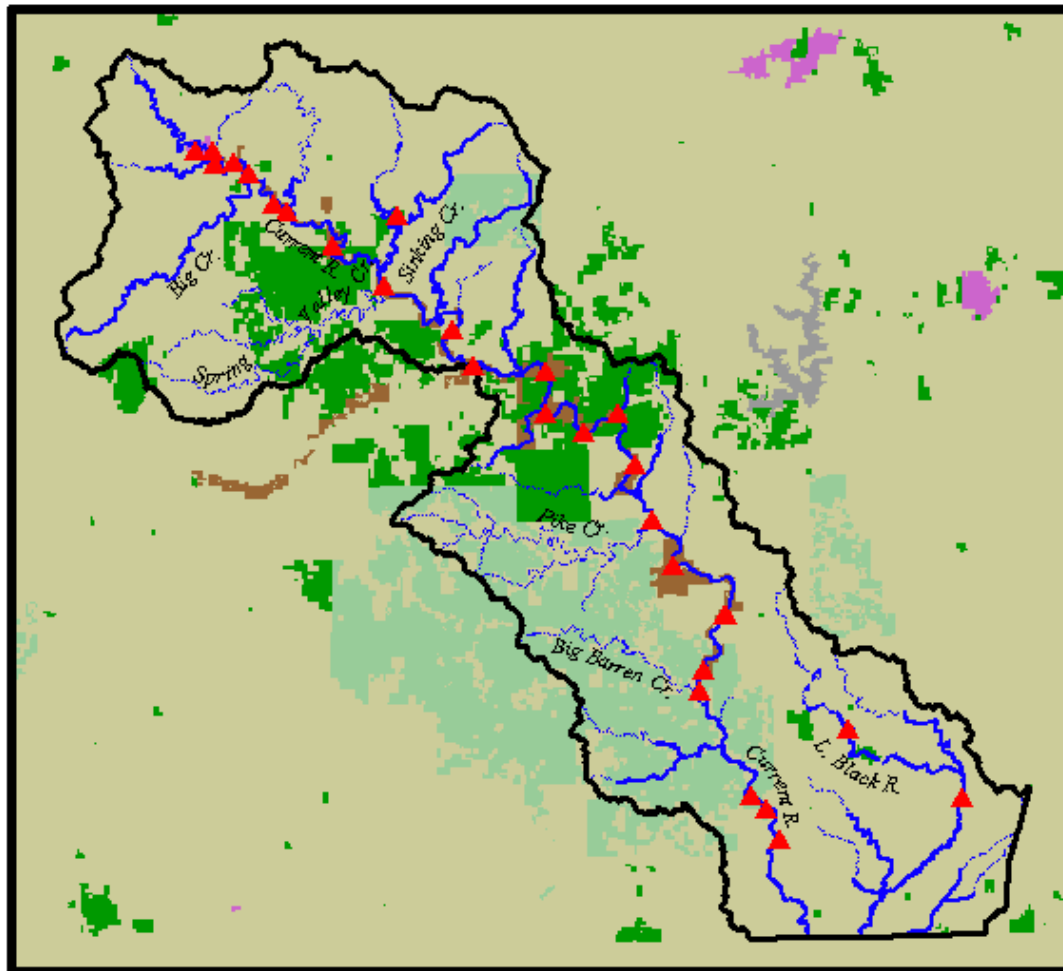 Big Cr.
Current R.
Sinking Cr.
Spring Valley Cr.
Pike Cr.
Big Barren Cr.
Current R.
L. Black R.